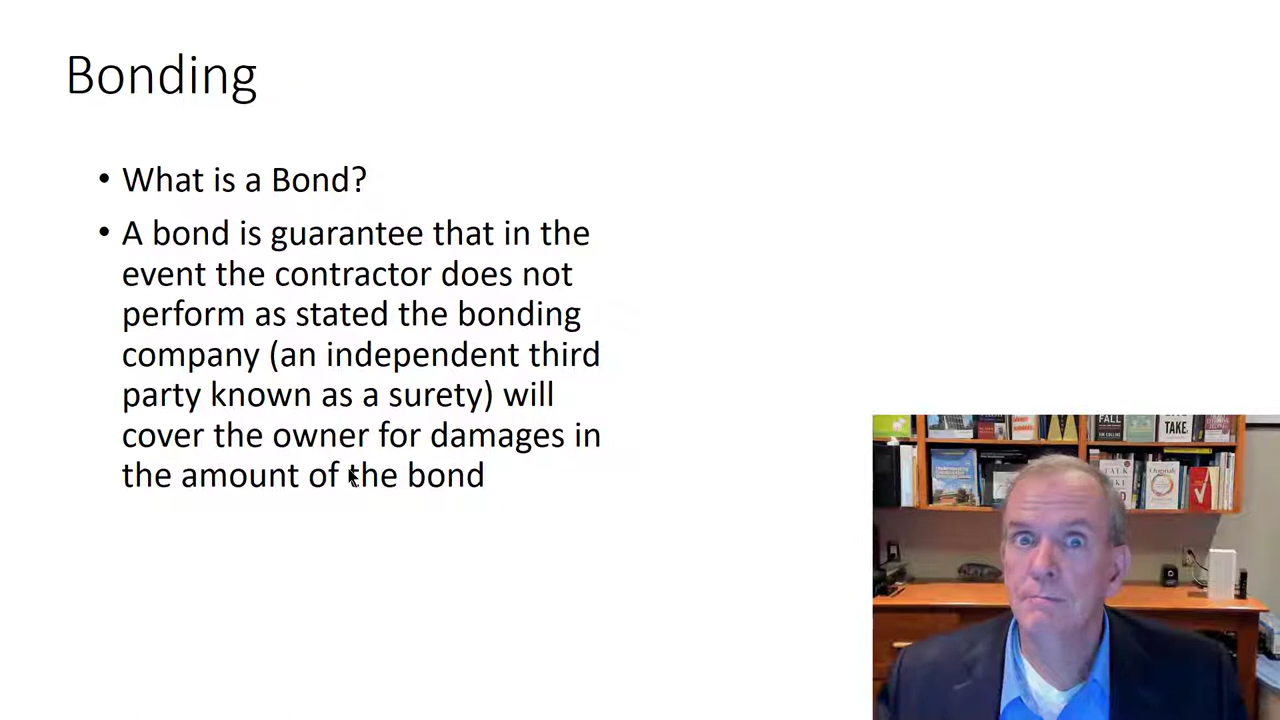 Bonding
• What is a Bond?
• A bond is guarantee that in the
event the contractor does not
perform as stated the bonding
company (an independent third
party known as a surety) will
cover the owner for damages in
the amount of the bond
FALL
TAKE.